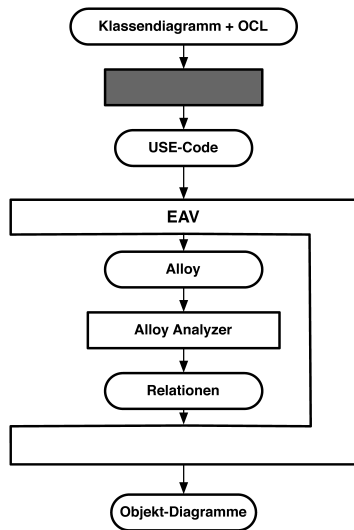 Klassendiagramm + OCL
USE-Code
EAV
Alloy
Alloy Analyzer
Relationen
Objekt-Diagramme